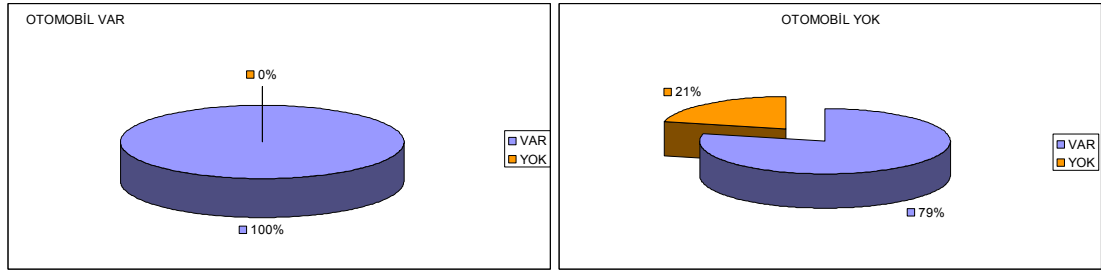 OTOMOBİL VAR
0%
VAR
YOK
100%
OTOMOBİL YOK
21%
VAR
YOK
79%